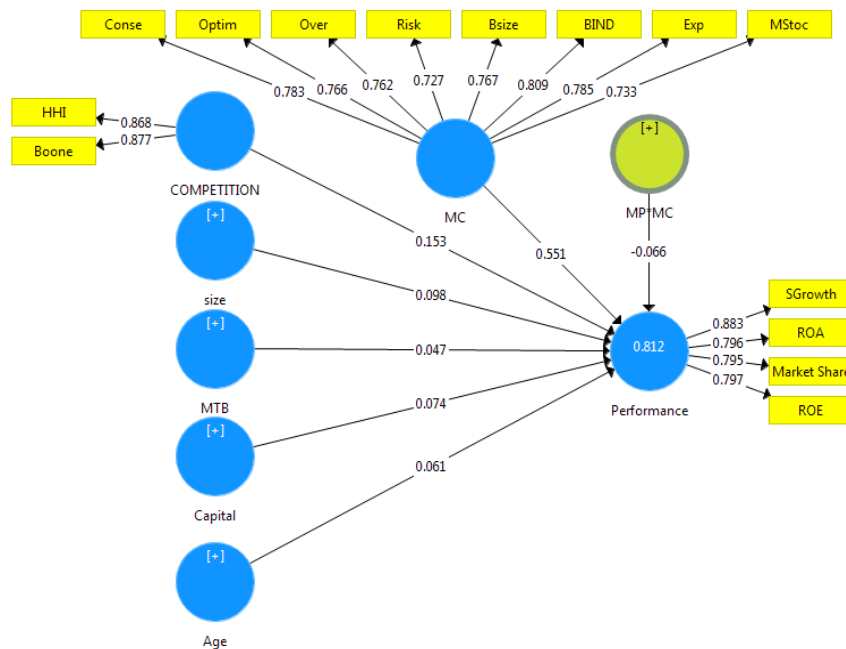 Conse Optim Over Risk Bsize BIND Exp MStoc
0.783 0.766 0.762 0.727 0.767 0.809 0.785 0.733
HHI
0.868
Boone
0.877
COMPETITION
MC
[+]
MP*MC
0.153
0.551
-0.066
[+]
size
0.098
[+]
MTB
0.047
[+]
Capital
0.074
[+]
Age
0.061
0.812
Performance
SGrowth
0.883
ROA
0.796
Market Share
0.795
ROE
0.797